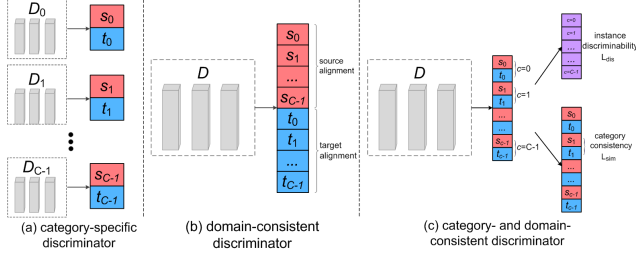 D0
s0
t0
D1
s1
t1
DC-1
sC-1
tC-1
(a) category-specific
discriminator
D
s0
s1
...
sC-1
t0
t1
...
tC-1
source
alignment
target
alignment
(b) domain-consistent
discriminator
D
s0
t0
s1
t1
...
...
sC-1
tC-1
c=0
c=1
c=C-1
c=0
c=1
...
...
c=C-1
instance
discriminability
Ldis
s0
t0
s1
t1
...
...
sC-1
tC-1
category
consistency
Lsim
(c) category- and domain-
consistent discriminator